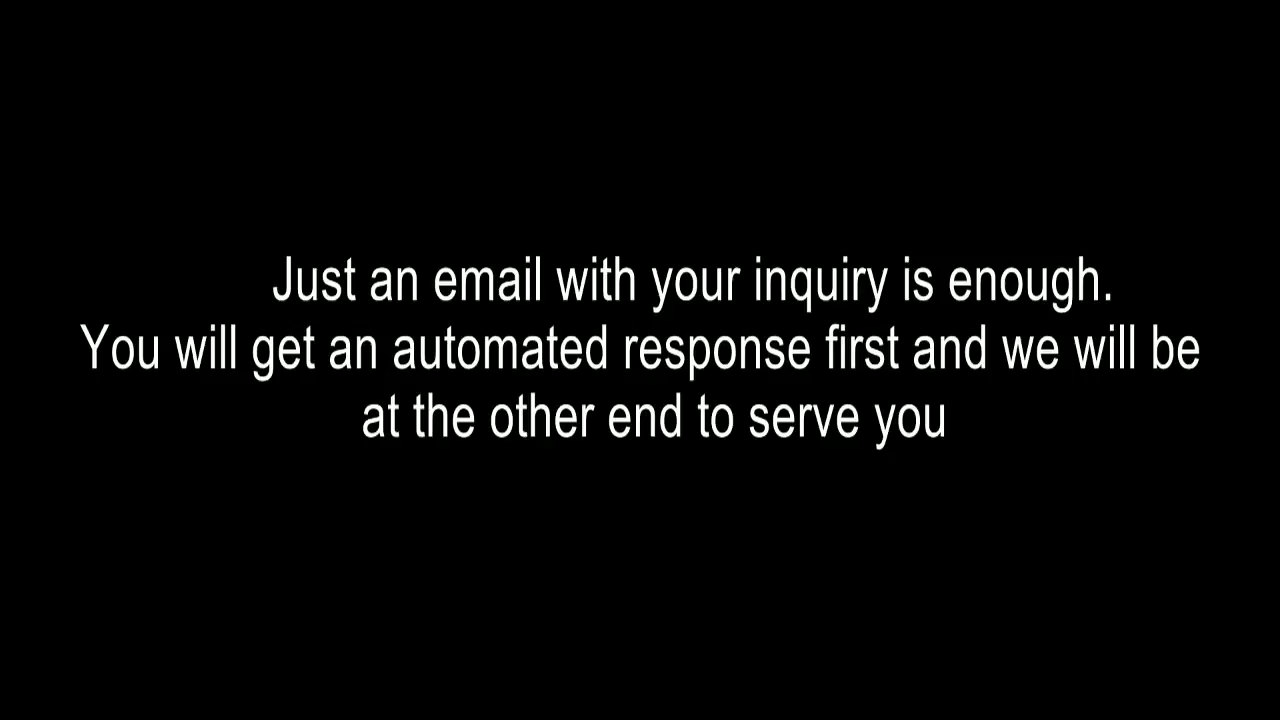 Just an email with your inquiry is enough.
You will get an automated response first and we will be
at the other end to serve you